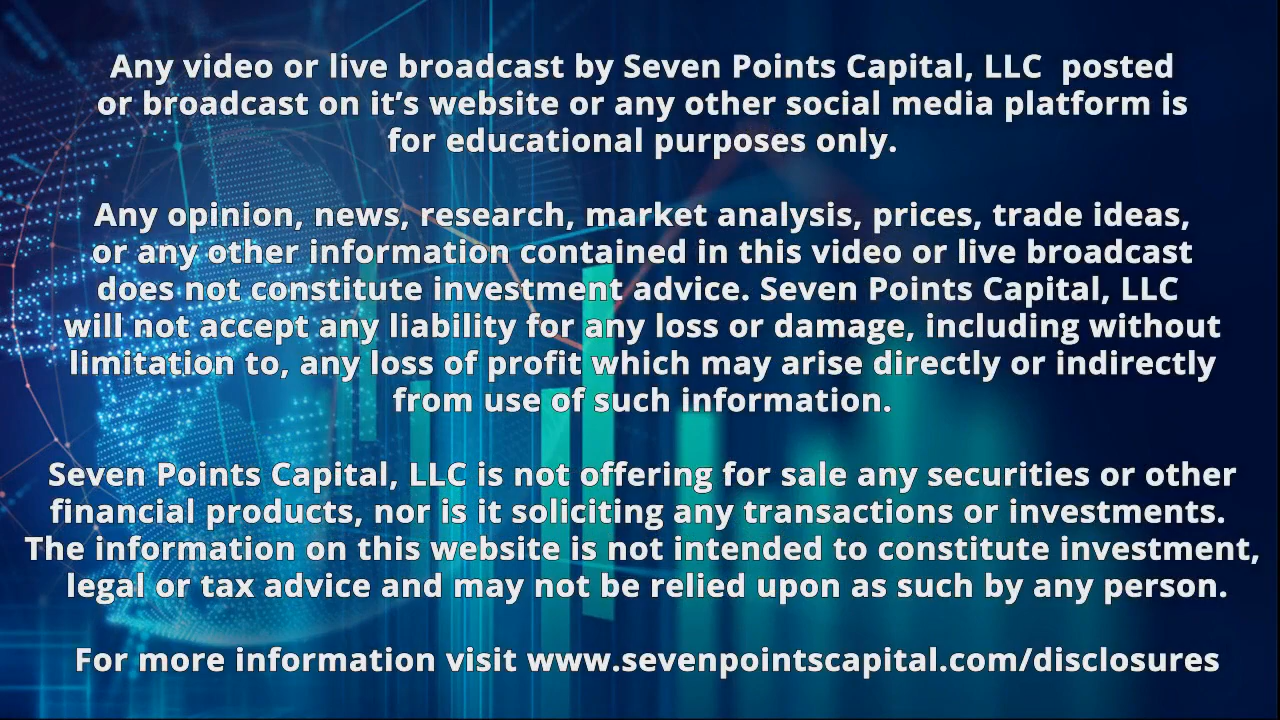 Any video or live broadcast by Seven Points Capital, LLC  posted
or broadcast on it’s website or any other social media platform is
for educational purposes only.
Any opinion, news, research, market analysis, prices, trade ideas,
or any other information contained in this video or live broadcast
does not constitute investment advice. Seven Points Capital, LLC
will not accept any liability for any loss or damage, including without
limitation to, any loss of profit which may arise directly or indirectly
from use of such information.
Seven Points Capital, LLC is not offering for sale any securities or other
financial products, nor is it soliciting any transactions or investments.
The information on this website is not intended to constitute investment,
legal or tax advice and may not be relied upon as such by any person.
For more information visit www.sevenpointscapital.com/disclosures